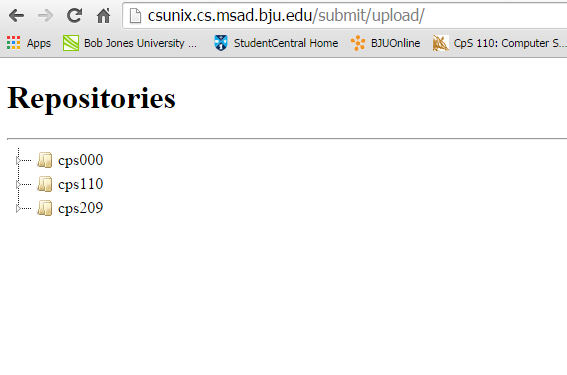 csunix.cs.msad.bju.edu/submit/upload/
Apps Bob Jones University ... StudentCentral Home BJUOnline CpS 110: Computer S...
Repositories
cps000
cps110
cps209